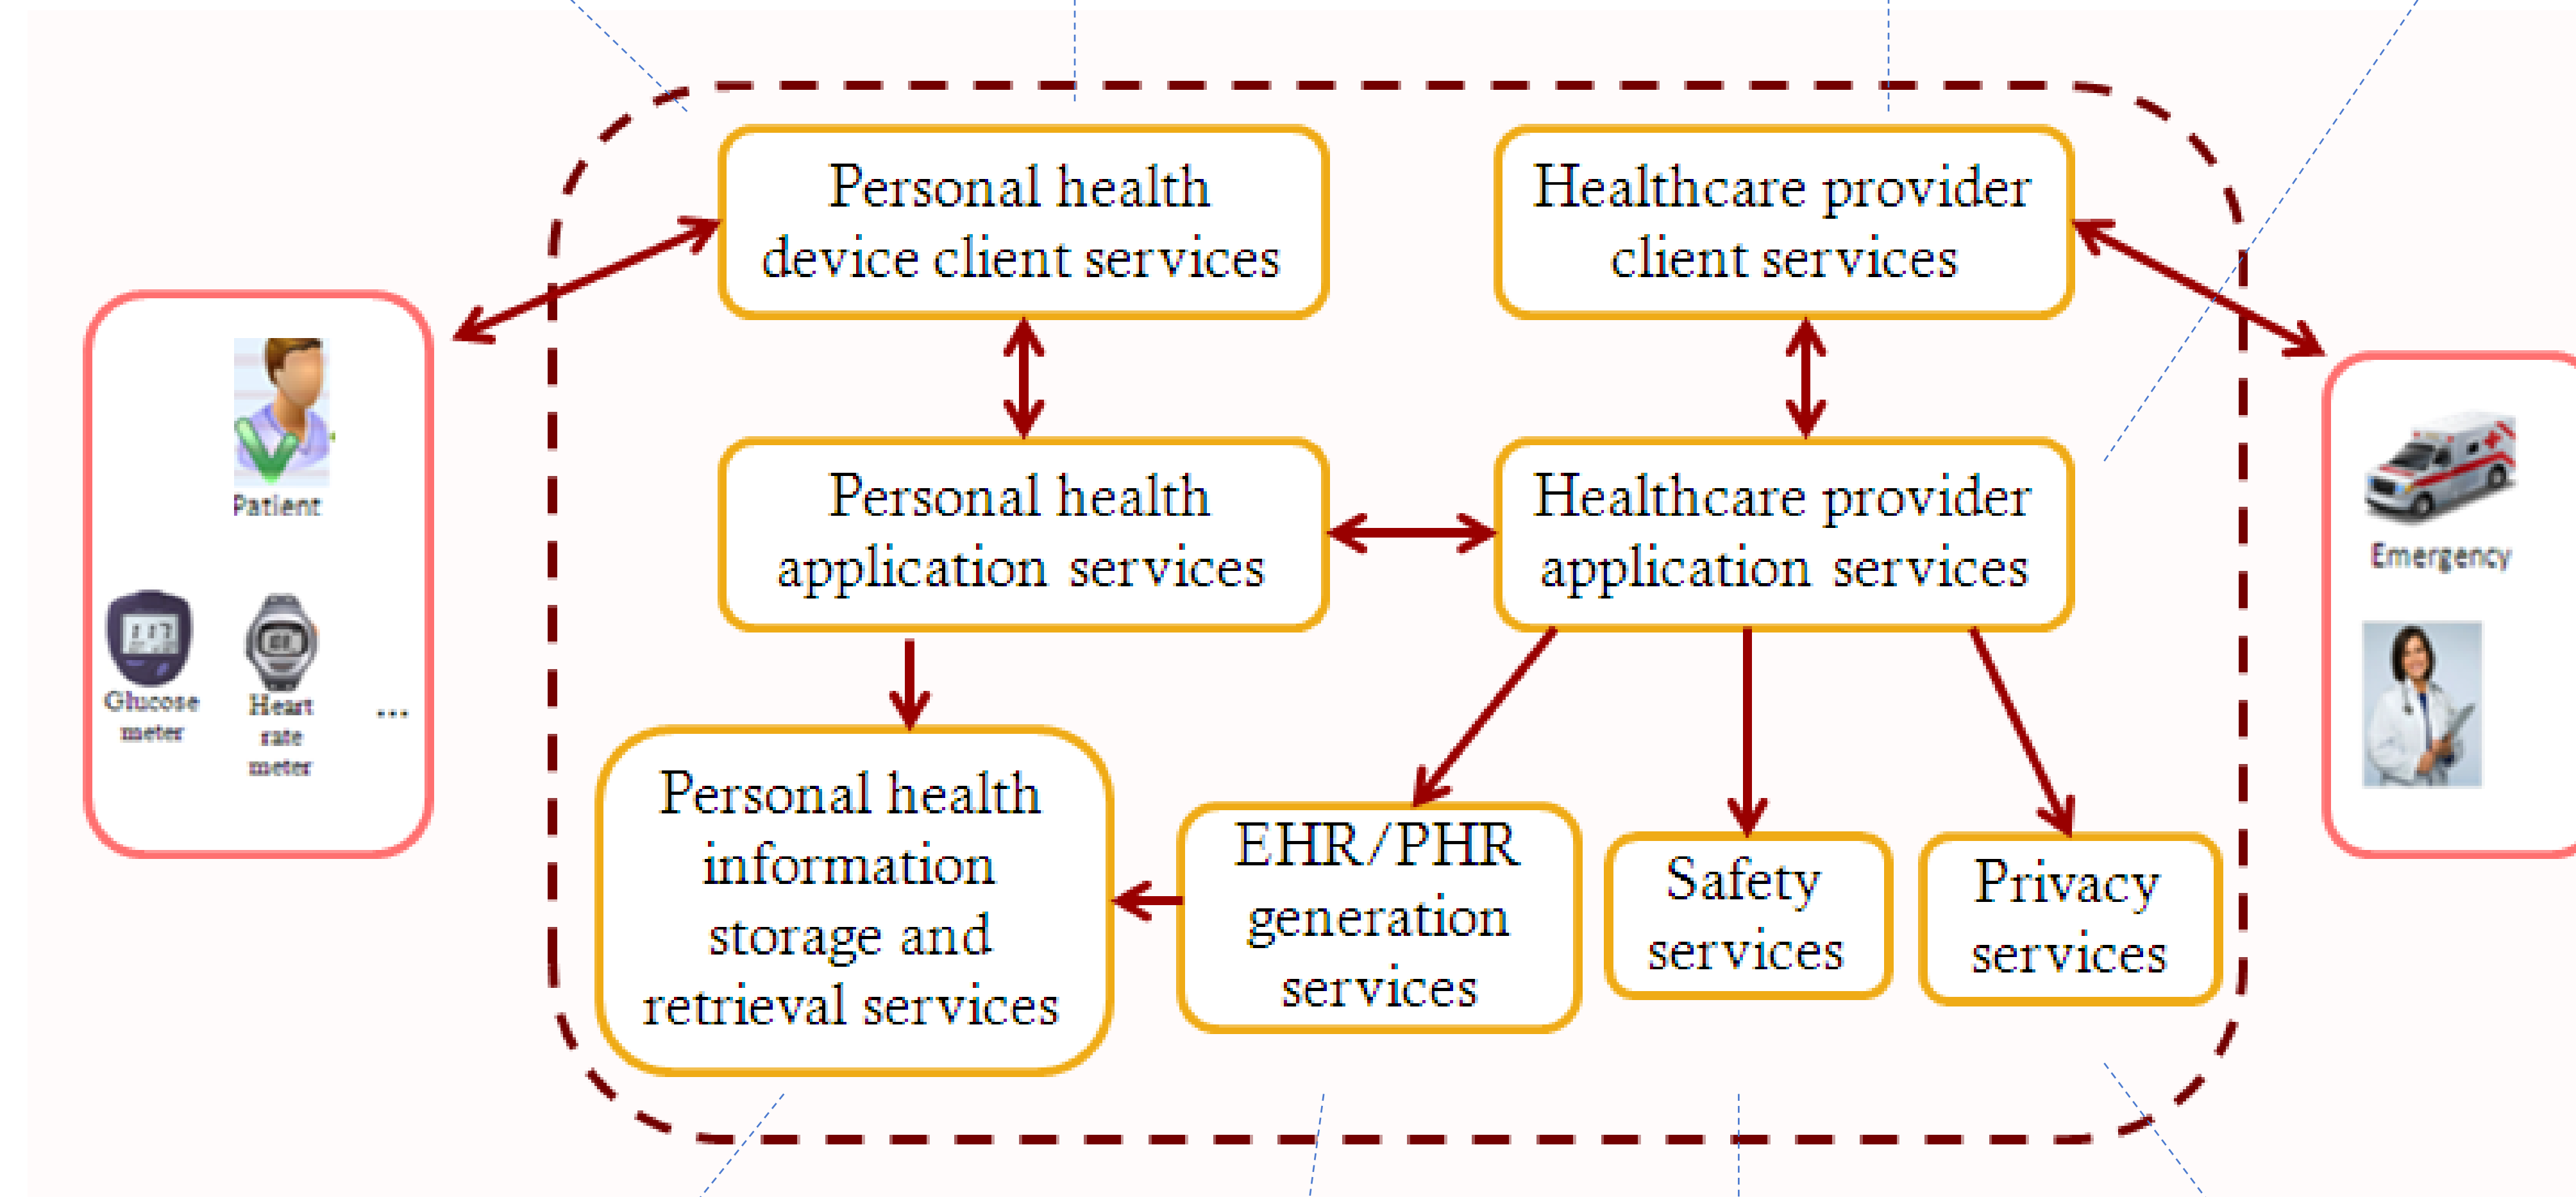 Personal health
device client services
Healthcare provider
client services
Patient
Glucose
meter
Heart
rate
meter
...
Personal health
application services
Healthcare provider
application services
Emergency
Personal health
information
storage and
retrieval services
EHR/PHR
generation
services
Safety
services
Privacy
services